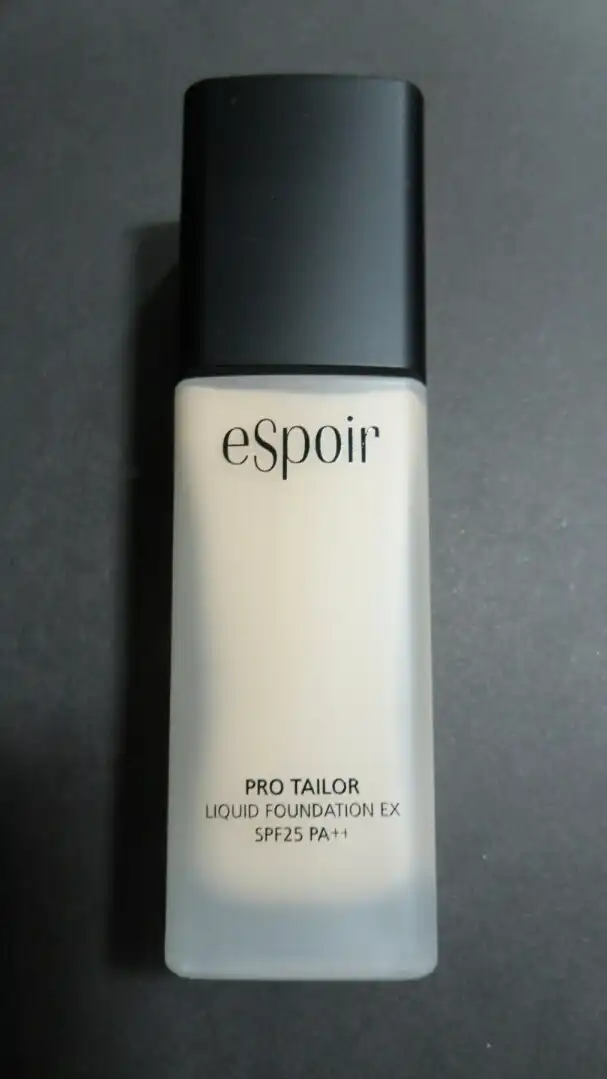 eSpoir
PRO TAILOR
LIQUID FOUNDATION EX
SPF25 PA++